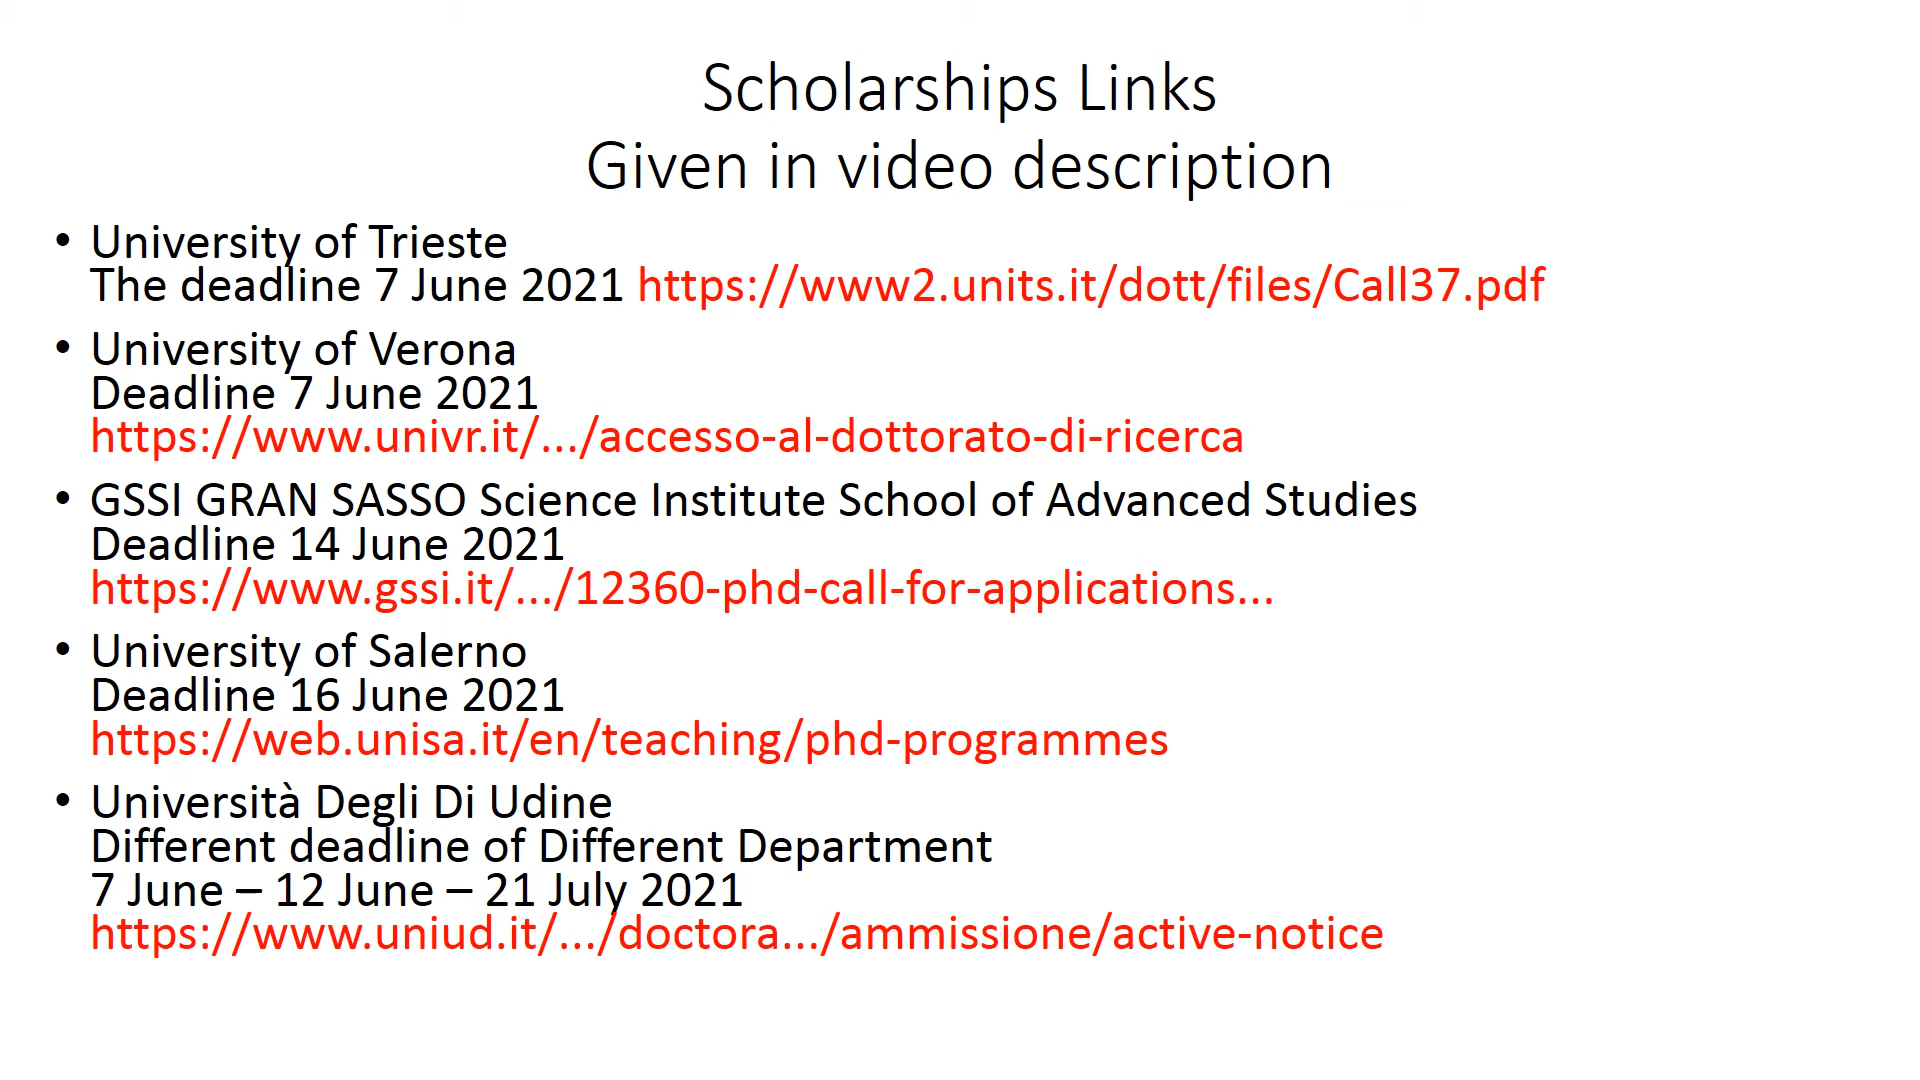 Scholarships Links
Given in video description
• University of Trieste
The deadline 7 June 2021 https://www2.units.it/dott/files/Call37.pdf
• University of Verona
Deadline 7 June 2021
https://www.univr.it/.../accesso-al-dottorato-di-ricerca
• GSSI GRAN SASSO Science Institute School of Advanced Studies
Deadline 14 June 2021
https://www.gssi.it/.../12360-phd-call-for-applications...
• University of Salerno
Deadline 16 June 2021
https://web.unisa.it/en/teaching/phd-programmes
• Università Degli Di Udine
Different deadline of Different Department
7 June – 12 June – 21 July 2021
https://www.uniud.it/.../doctora.../ammissione/active-notice